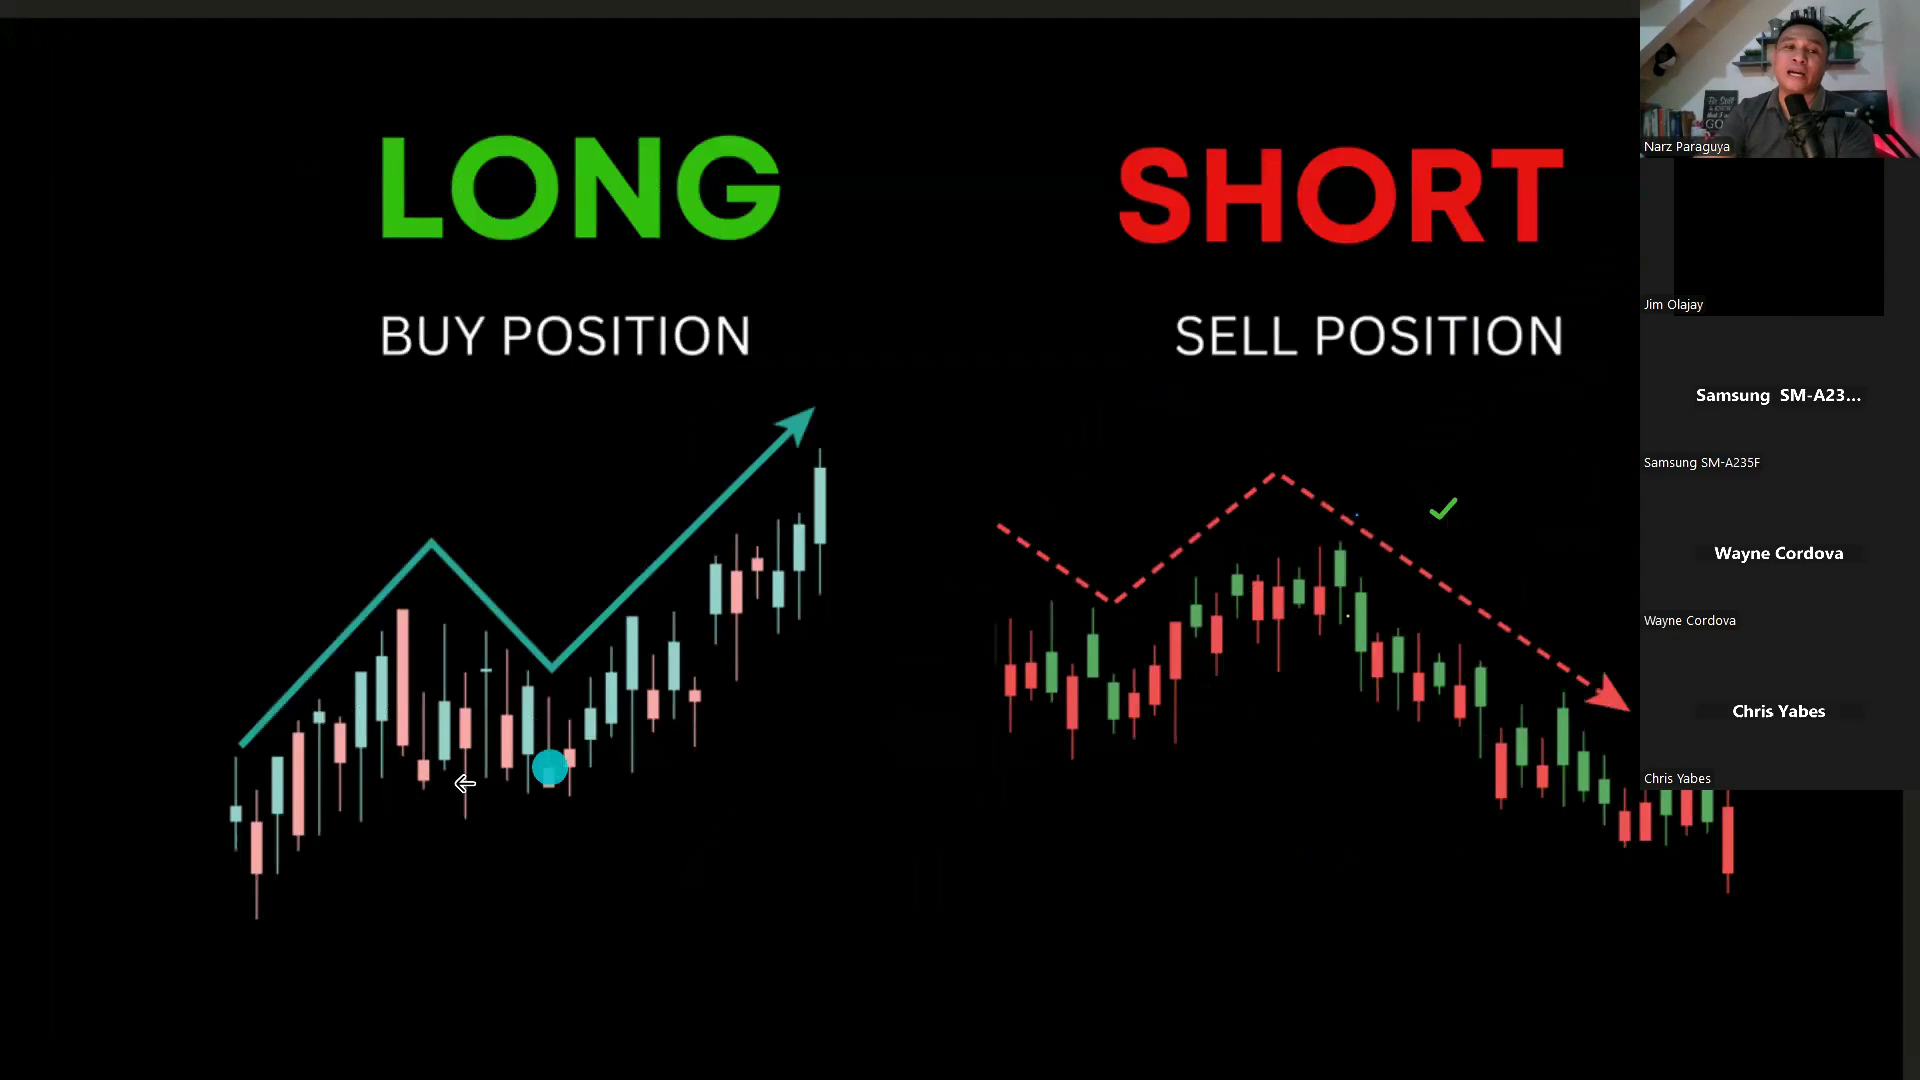 LONG
SHORT
BUY POSITION
SELL POSITION
Narz Paraguya
Jim Olajay
Samsung SM-A23...
Samsung SM-A235F
Wayne Cordova
Wayne Cordova
Chris Yabes
Chris Yabes